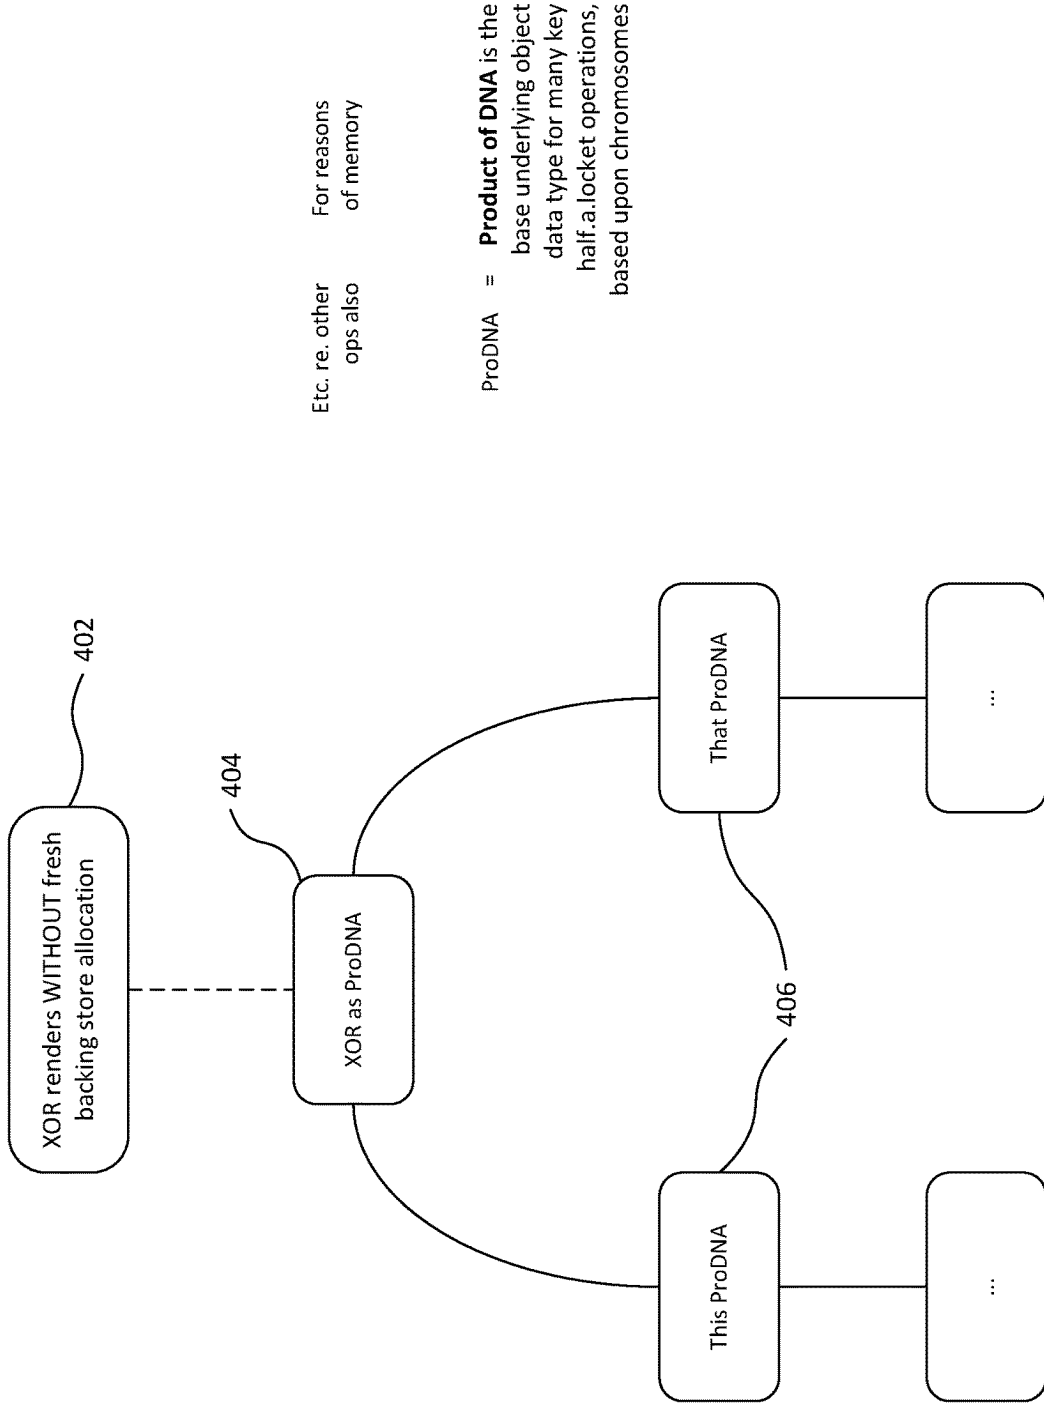 XOR renders WITHOUT fresh
backing store allocation
402
404
XOR as ProDNA
406
This ProDNA
That ProDNA
...
...
Etc. re. other
ops also
For reasons
of memory
ProDNA = Product of DNA is the
base underlying object
data type for many key
half.a.locket operations,
based upon chromosomes